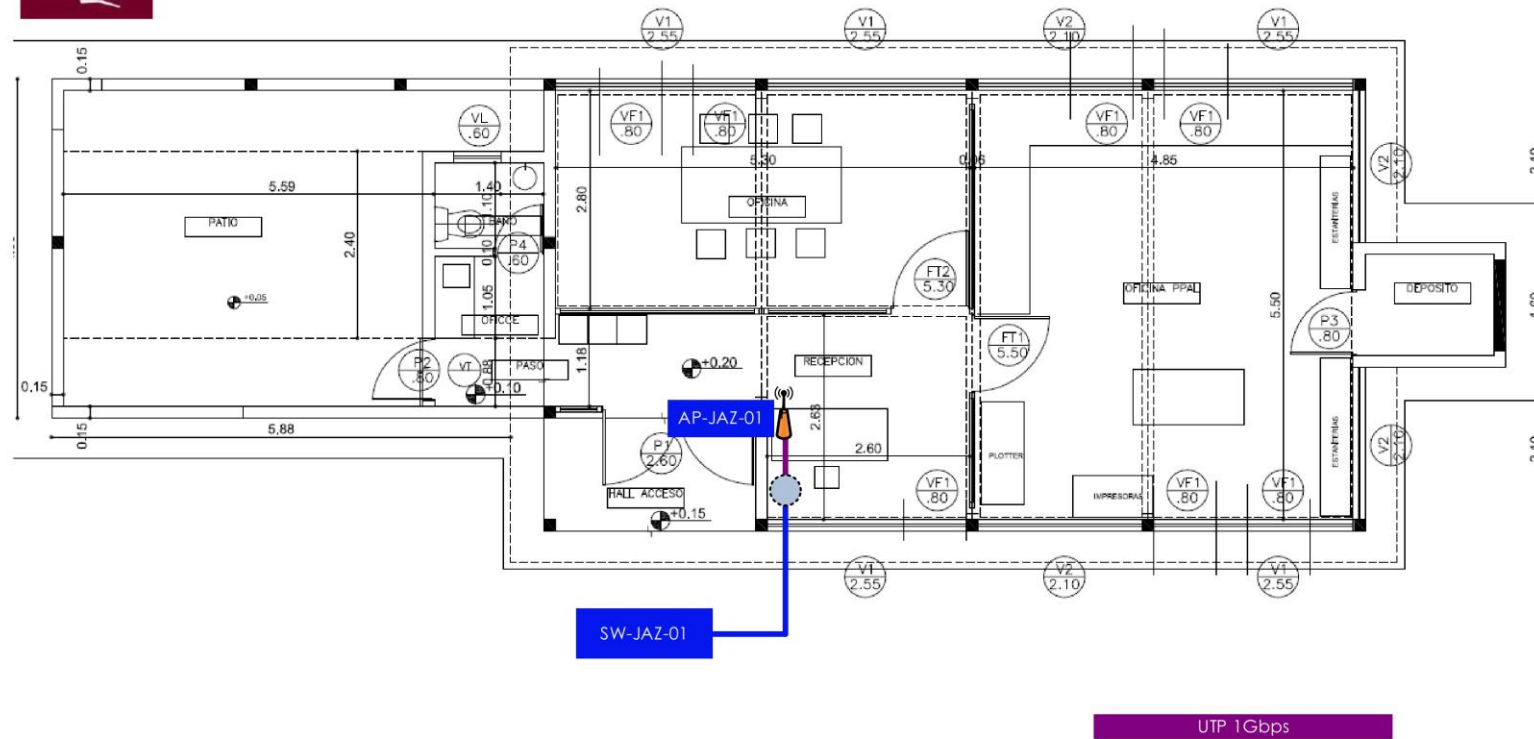 V1
2.55
V1
2.55
V2
2.10
V1
2.55
0.15
VL
.60
VF1
.80
VF1
.80
VF1
.80
VF1
.80
5.30
0.06
4.85
V2
2.10
5.59
1.40
2.80
PATIO
2.40
.10
BAÑO
OFICINA
ESTANTERIAS
P4
.60
0.10
FT2
5.30
+0.05
1.05
OFICINA PPAL
5.50
DEPOSITO
OFICCE
P3
.80
FT1
5.50
P2
.80
VT
PASO
0.88
1.18
+0.20
RECEPCION
0.15
+0.10
AP-JAZ-01
2.63
0.15
5.88
P1
2.60
2.60
PLOTTER
ESTANTERIAS
V2
2.10
HALL ACCESO
VF1
.80
IMPRESORAS
VF1
.80
VF1
.80
+0.15
V1
2.55
V2
2.10
V1
2.55
SW-JAZ-01
UTP 1Gbps